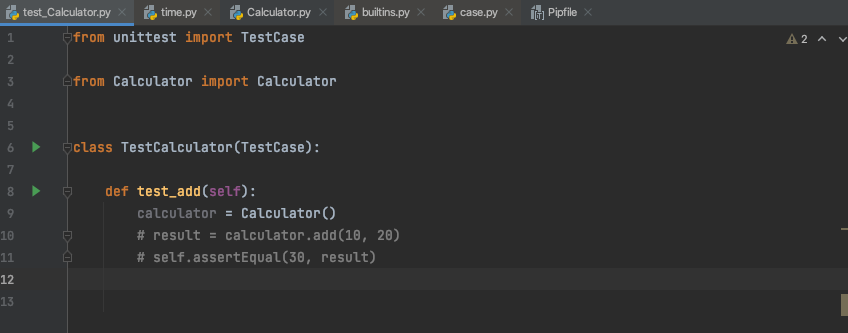 test_Calculator.py time.py Calculator.py builtins.py case.py Pipfile
1 from unittest import TestCase 2
2
3 from Calculator import Calculator
4
5
6 class TestCalculator(TestCase):
7
8 def test_add(self):
9 calculator = Calculator()
10 # result = calculator.add(10, 20)
11 # self.assertEqual(30, result)
12
13